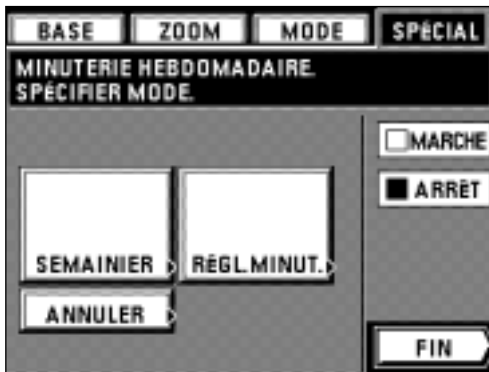 BASE ZOOM MODE SPÉCIAL
MINUTERIE HEBDOMADAIRE.
SPÉCIFIER MODE.
MARCHE
ARRÊT
SEMAINIER RÉGL.MINUT.
ANNULER
FIN